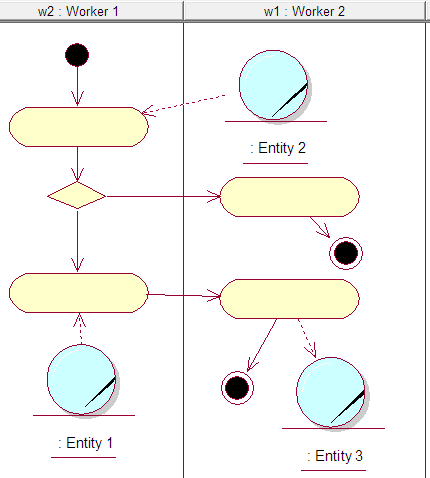 w2 : Worker 1
w1 : Worker 2
: Entity 2
: Entity 1
: Entity 3